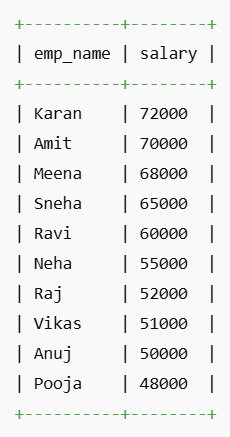 +----------+--------+
| emp_name | salary |
+----------+--------+
| Karan    | 72000  |
| Amit     | 70000  |
| Meena    | 68000  |
| Sneha    | 65000  |
| Ravi     | 60000  |
| Neha     | 55000  |
| Raj      | 52000  |
| Vikas    | 51000  |
| Anuj     | 50000  |
| Pooja    | 48000  |
+----------+--------+